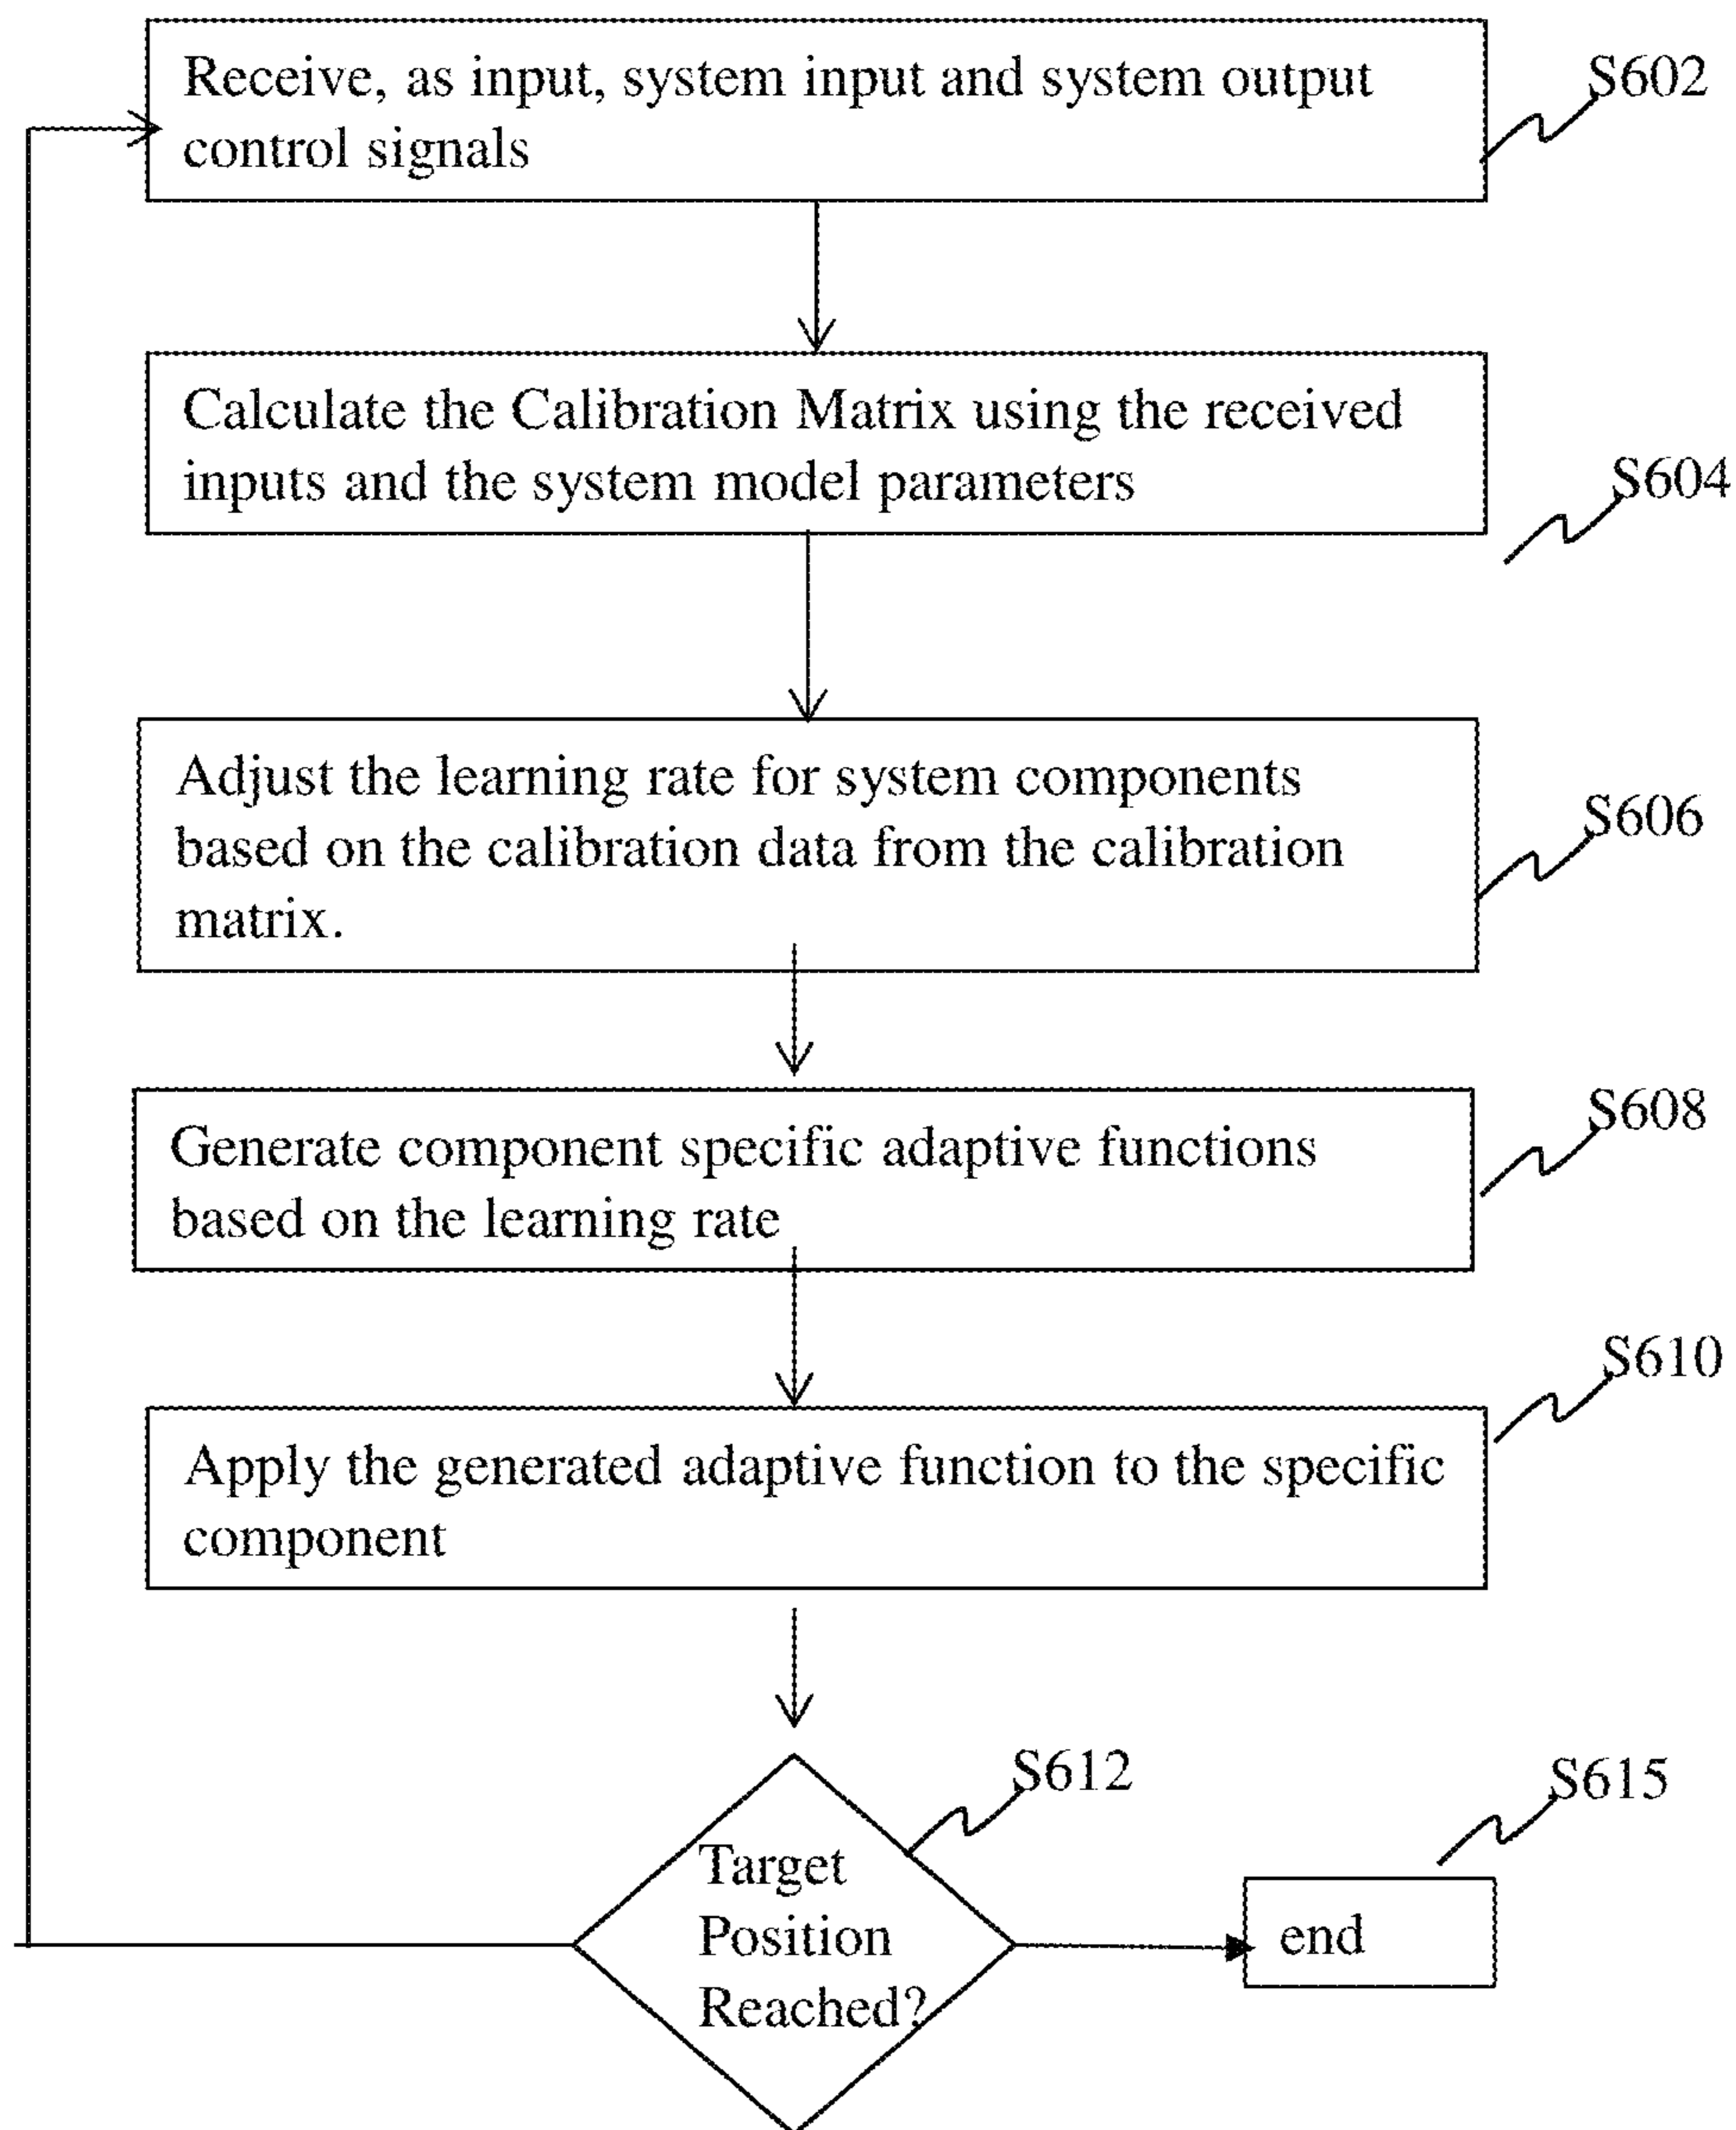 Receive, as input, system input and system output
control signals
S602
Calculate the Calibration Matrix using the received
inputs and the system model parameters
S604
Adjust the learning rate for system components
based on the calibration data from the calibration
matrix.
S606
Generate component specific adaptive functions
based on the learning rate
S608
Apply the generated adaptive function to the specific
component
S610
Target
Position
Reached?
S612
end
S615